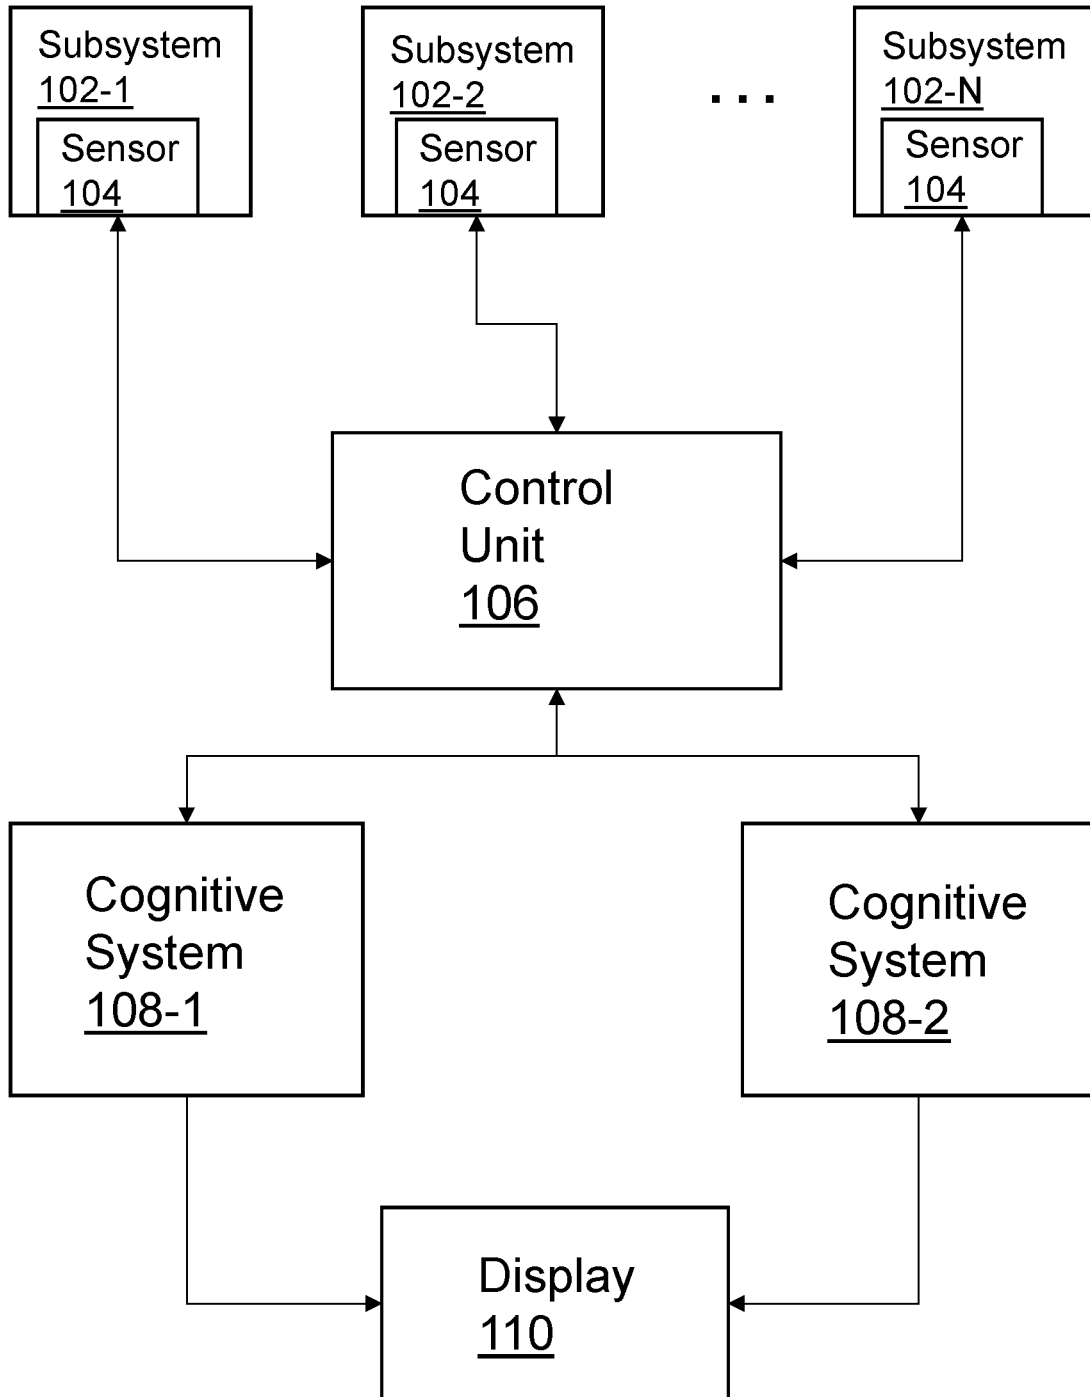 Subsystem
102-1
Sensor
104
Subsystem
102-2
Sensor
104
...
Subsystem
102-N
Sensor
104
Control
Unit
106
Cognitive
System
108-1
Cognitive
System
108-2
Display
110